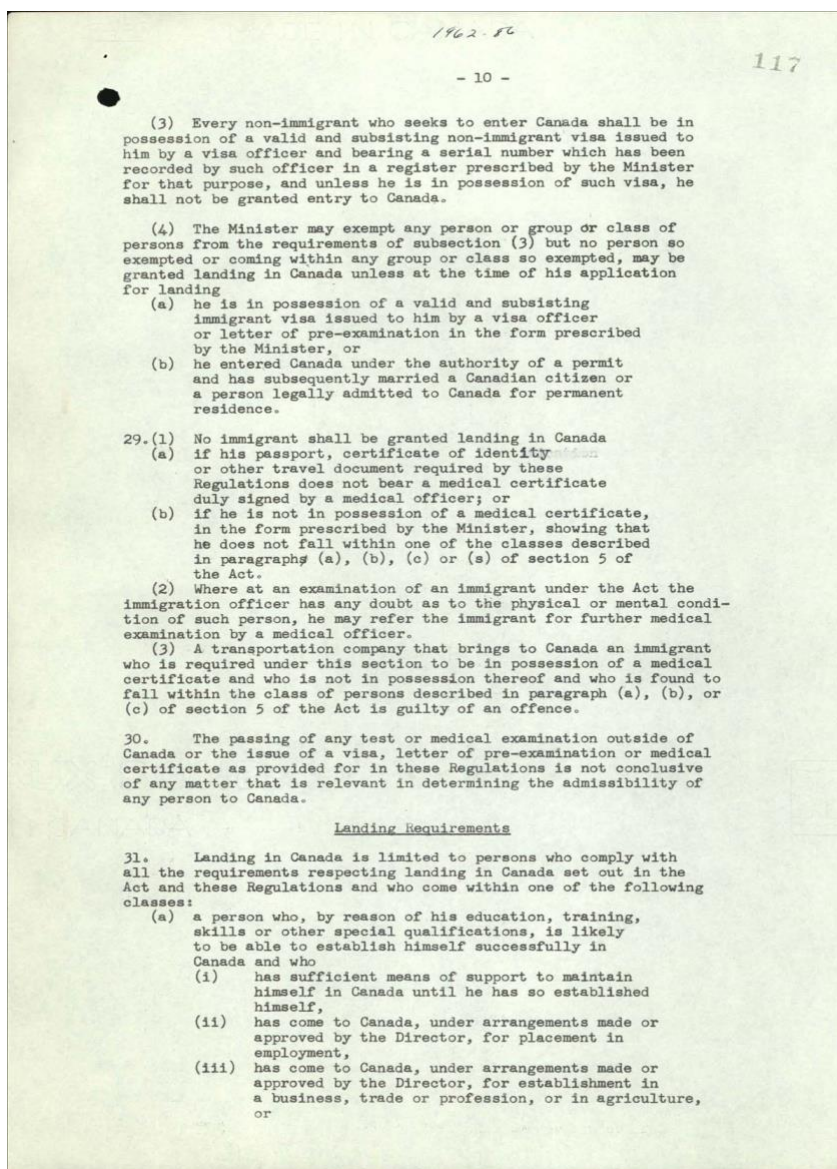 1962-86
117
- 10 -
(3) Every non-immigrant who seeks to enter Canada shall be in
possession of a valid and subsisting non-immigrant visa issued to
him by a visa officer and bearing a serial number which has been
recorded by such officer in a register prescribed by the Minister
for that purpose, and unless he is in possession of such visa, he
shall not be granted entry to Canada.
(4) The Minister may exempt any person or group or class of
persons from the requirements of subsection (3) but no person so
exempted or coming within any group or class so exempted, may be
granted landing in Canada unless at the time of his application
for landing
(a) he is in possession of a valid and subsisting
immigrant visa issued to him by a visa officer
or letter of pre-examination in the form prescribed
by the Minister, or
(b) he entered Canada under the authority of a permit
and has subsequently married a Canadian citizen or
a person legally admitted to Canada for permanent
residence.
29.(1) No immigrant shall be granted landing in Canada
(a) if his passport, certificate of identity
or other travel document required by these
Regulations does not bear a medical certificate
duly signed by a medical officer; or
(b) if he is not in possession of a medical certificate,
in the form prescribed by the Minister, showing that
he does not fall within one of the classes described
in paragraphs (a), (b), (c) or (s) of section 5 of
the Act.
(2) Where at an examination of an immigrant under the Act the
immigration officer has any doubt as to the physical or mental condi-
tion of such person, he may refer the immigrant for further medical
examination by a medical officer.
(3) A transportation company that brings to Canada an immigrant
who is required under this section to be in possession of a medical
certificate and who is not in possession thereof and who is found to
fall within the class of persons described in paragraph (a), (b), or
(c) of section 5 of the Act is guilty of an offence.
30. The passing of any test or medical examination outside of
Canada or the issue of a visa, letter of pre-examination or medical
certificate as provided for in these Regulations is not conclusive
of any matter that is relevant in determining the admissibility of
any person to Canada.
Landing Requirements
31. Landing in Canada is limited to persons who comply with
all the requirements respecting landing in Canada set out in the
Act and these Regulations and who come within one of the following
classes:
(a) a person who, by reason of his education, training,
skills or other special qualifications, is likely
to be able to establish himself successfully in
Canada and who
(i) has sufficient means of support to maintain
himself in Canada until he has so established
himself,
(ii) has come to Canada, under arrangements made or
approved by the Director, for placement in
employment,
(iii) has come to Canada, under arrangements made or
approved by the Director, for establishment in
a business, trade or profession, or in agriculture,
or